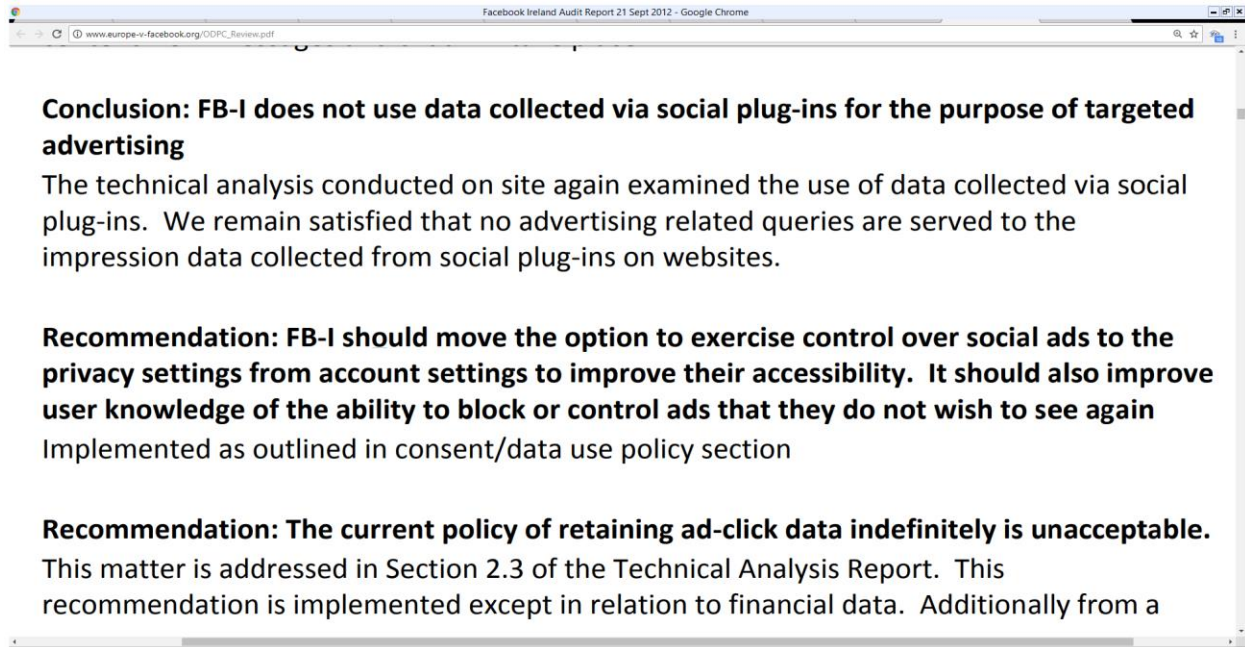 Facebook Ireland Audit Report 21 Sept 2012 - Google Chrome
www.europe-v-facebook.org/ODPC_Review.pdf
Conclusion: FB-I does not use data collected via social plug-ins for the purpose of targeted
advertising
The technical analysis conducted on site again examined the use of data collected via social
plug-ins. We remain satisfied that no advertising related queries are served to the
impression data collected from social plug-ins on websites.
Recommendation: FB-I should move the option to exercise control over social ads to the
privacy settings from account settings to improve their accessibility. It should also improve
user knowledge of the ability to block or control ads that they do not wish to see again
Implemented as outlined in consent/data use policy section
Recommendation: The current policy of retaining ad-click data indefinitely is unacceptable.
This matter is addressed in Section 2.3 of the Technical Analysis Report. This
recommendation is implemented except in relation to financial data. Additionally from a